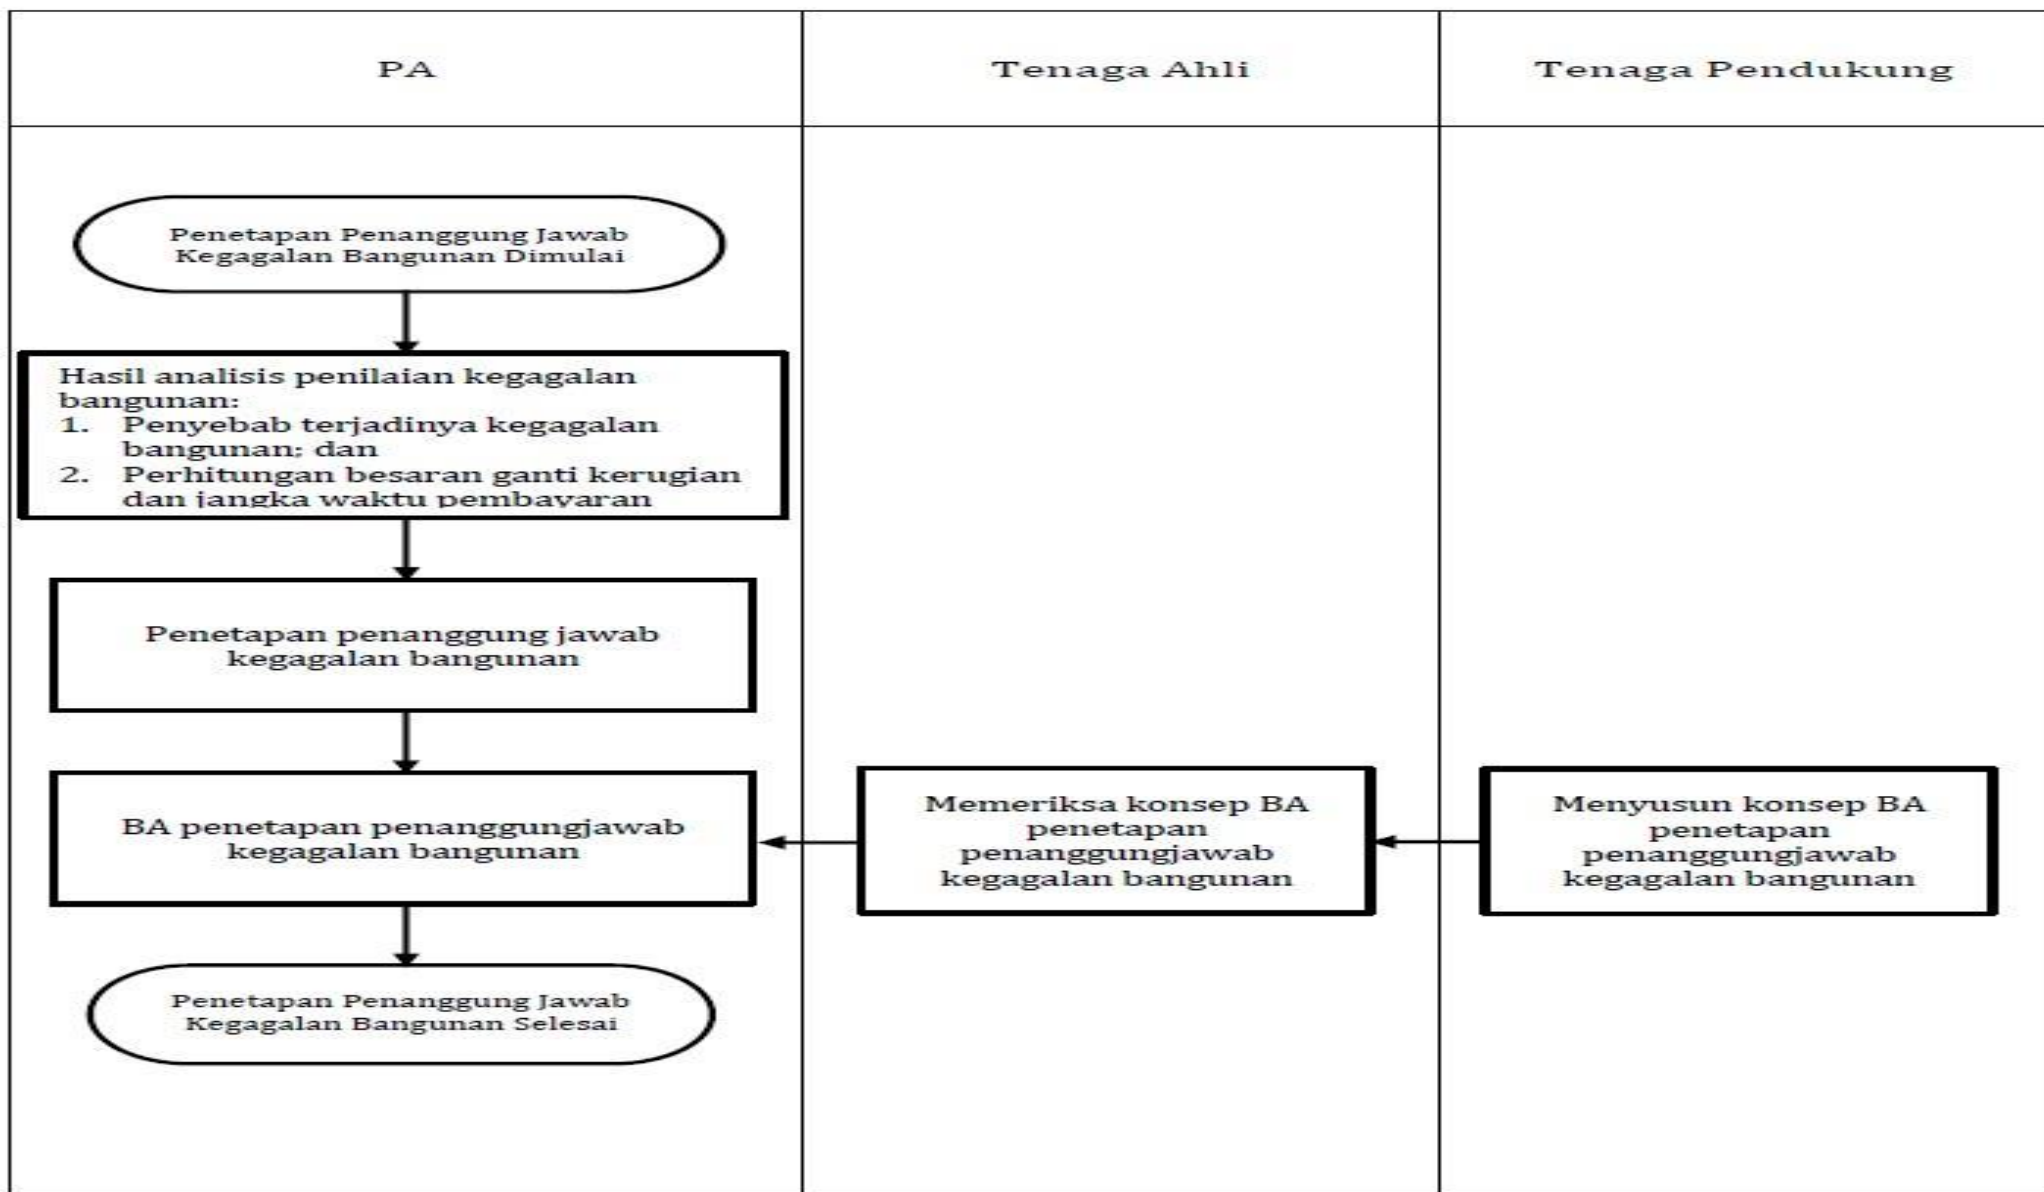 PA
Tenaga Ahli
Tenaga Pendukung
Penetapan Penanggung Jawab
Kegagalan Bangunan Dimulai
Hasil analisis penilaian kegagalan
bangunan:
1. Penyebab terjadinya kegagalan
bangunan; dan
2. Perhitungan besaran ganti kerugian
dan jangka waktu pembayaran
Penetapan penanggung jawab
kegagalan bangunan
BA penetapan penanggungjawab
kegagalan bangunan
Memeriksa konsep BA
penetapan
penanggungjawab
kegagalan bangunan
Menyusun konsep BA
penetapan
penanggungjawab
kegagalan bangunan
Penetapan Penanggung Jawab
Kegagalan Bangunan Selesai